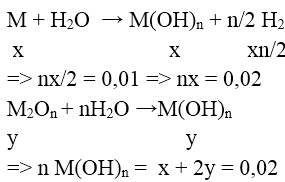 M + H₂O → M(OH)ₙ + n/2 H₂
x x xn/2
=> nx/2 = 0,01 => nx = 0,02
M₂Oₙ + nH₂O →M(OH)ₙ
y y
=> n M(OH)ₙ = x + 2y = 0,02